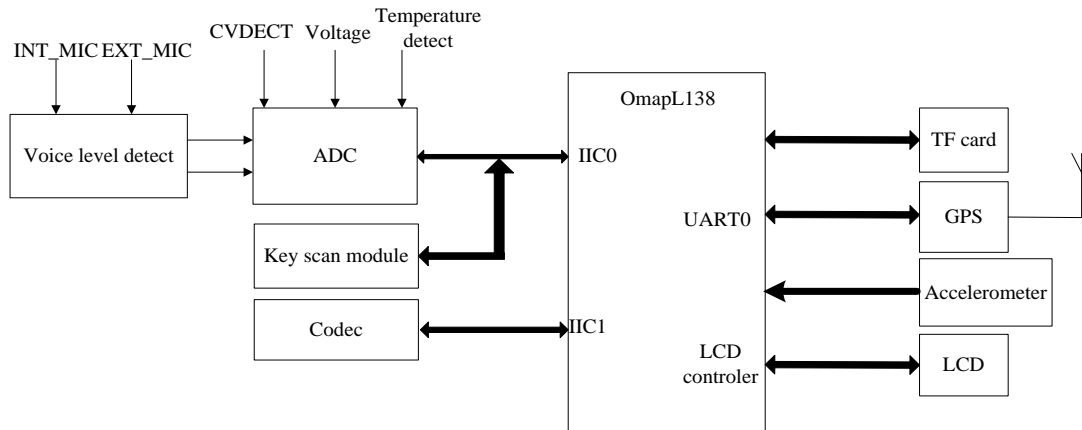 Temperature
detect
CVDECT
Voltage
INT_MIC
EXT_MIC
OmapL138
Voice level detect
ADC
IIC0
TF card
UART0
GPS
Key scan module
Accelerometer
Codec
IIC1
LCD
controler
LCD